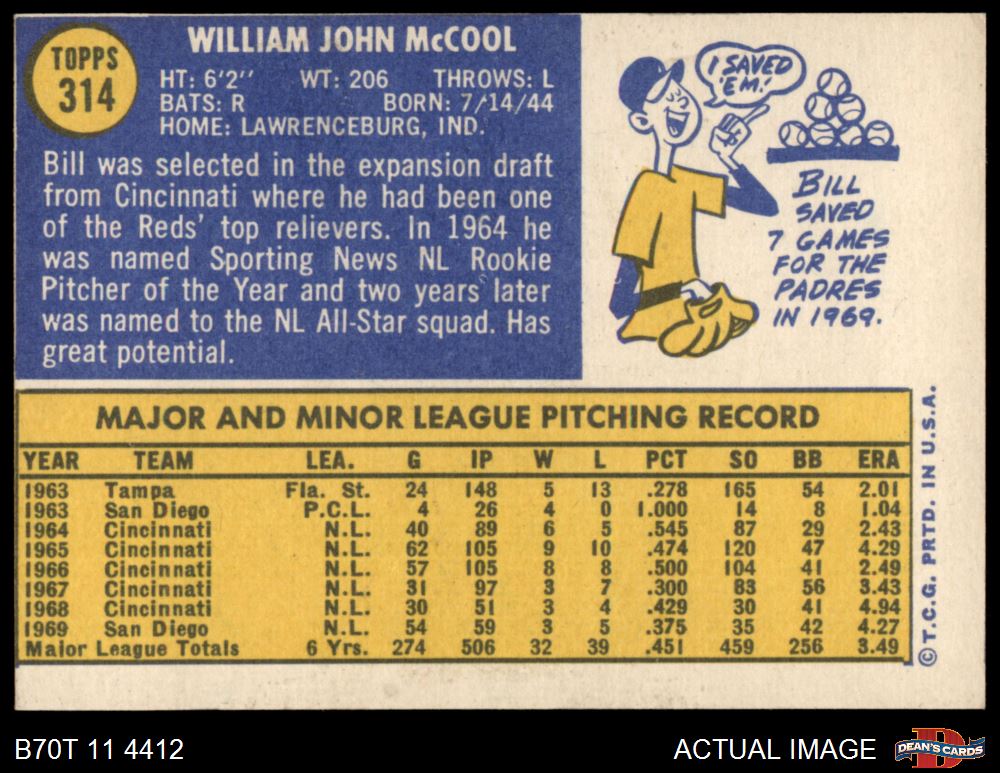 TOPPS
314
WILLIAM JOHN McCOOL
HT: 6'2'' WT: 206 THROWS: L
BATS: R BORN: 7/14/44
HOME: LAWRENCEBURG, IND.
Bill was selected in the expansion draft
from Cincinnati where he had been one
of the Reds' top relievers. In 1964 he
was named Sporting News NL Rookie
Pitcher of the Year and two years later
was named to the NL All-Star squad. Has
great potential.
I SAVED
'EM!
BILL
SAVED
7 GAMES
FOR THE
PADRES
IN 1969.
MAJOR AND MINOR LEAGUE PITCHING RECORD
YEAR TEAM LEA. G IP W L PCT SO BB ERA
1963 Tampa Fla. St. 24 148 5 13 .278 165 54 2.01
1963 San Diego P.C.L. 4 26 4 0 1.000 14 8 1.04
1964 Cincinnati N.L. 40 89 6 5 .545 87 29 2.43
1965 Cincinnati N.L. 62 105 9 10 .474 120 47 4.29
1966 Cincinnati N.L. 57 105 8 8 .500 104 41 2.49
1967 Cincinnati N.L. 31 97 3 7 .300 83 56 3.43
1968 Cincinnati N.L. 30 51 3 4 .429 30 41 4.94
1969 San Diego N.L. 54 59 3 5 .375 35 42 4.27
Major League Totals 6 Yrs. 274 506 32 39 .451 459 256 3.49
© T.C.G. PRTD. IN U.S.A.
B70T 11 4412
ACTUAL IMAGE
D
DEAN'S CARDS